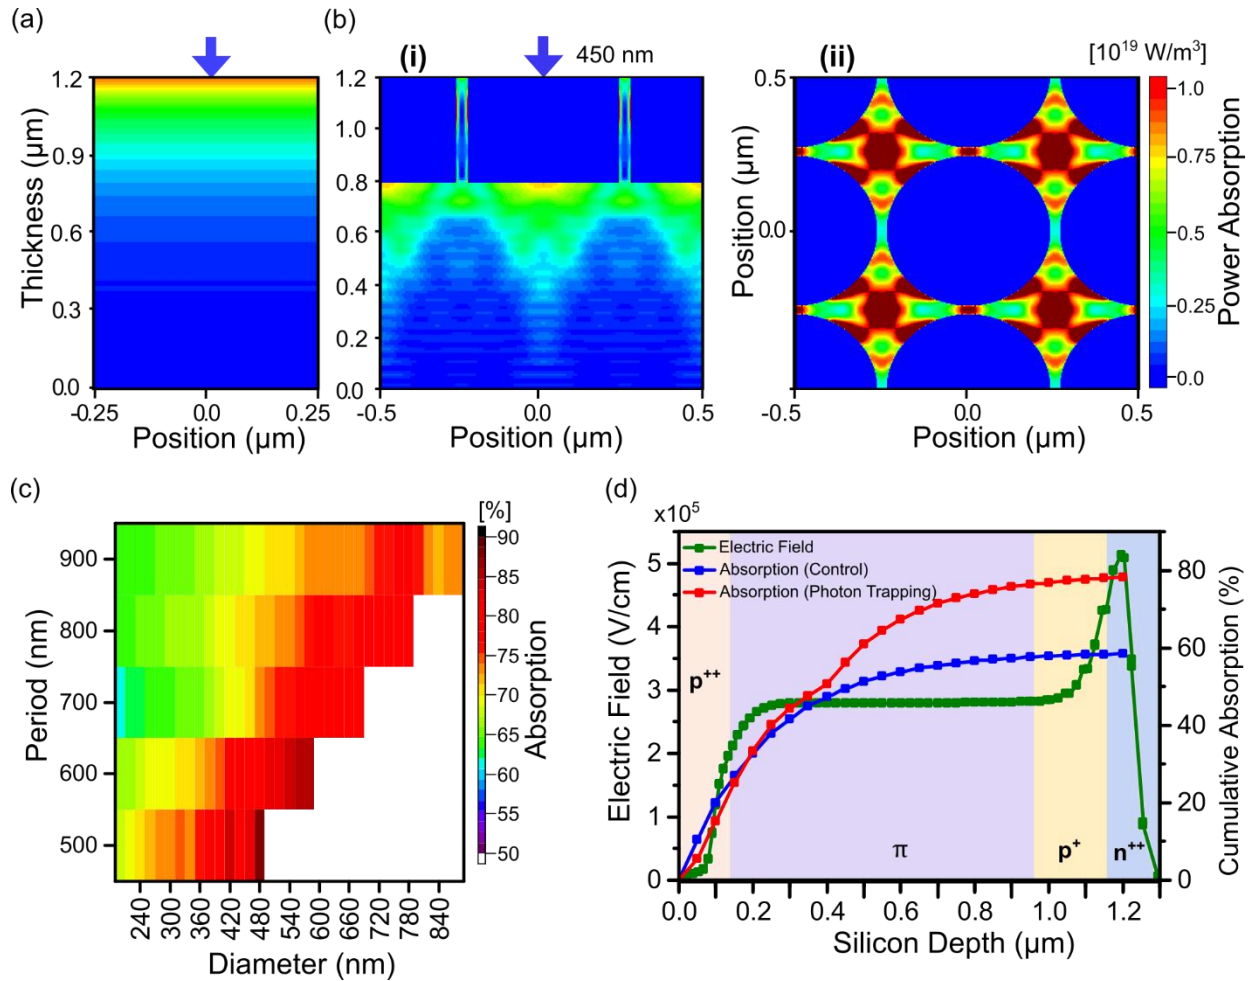 (a)
(b)
(i)
450 nm
(ii)
[10¹⁹ W/m³]
1.2
0.9
0.6
0.3
0.0
Thickness (µm)
-0.25
0.0
0.25
Position (µm)
1.2
1.0
0.8
0.6
0.4
0.2
0.0
-0.5
0.0
0.5
Position (µm)
0.5
0.0
-0.5
Position (µm)
-0.5
0.0
0.5
Position (µm)
1.0
0.75
0.5
0.25
0.0
Power Absorption
(c)
[%]
900
800
700
600
500
Period (nm)
240
300
360
420
480
540
600
660
720
780
840
Diameter (nm)
90
85
80
75
70
65
60
55
50
Absorption
(d)
x10⁵
Electric Field
Absorption (Control)
Absorption (Photon Trapping)
5
4
3
2
1
0
Electric Field (V/cm)
p⁺⁺
π
p⁺
n⁺⁺
80
60
40
20
0
Cumulative Absorption (%)
0.0
0.2
0.4
0.6
0.8
1.0
1.2
Silicon Depth (µm)